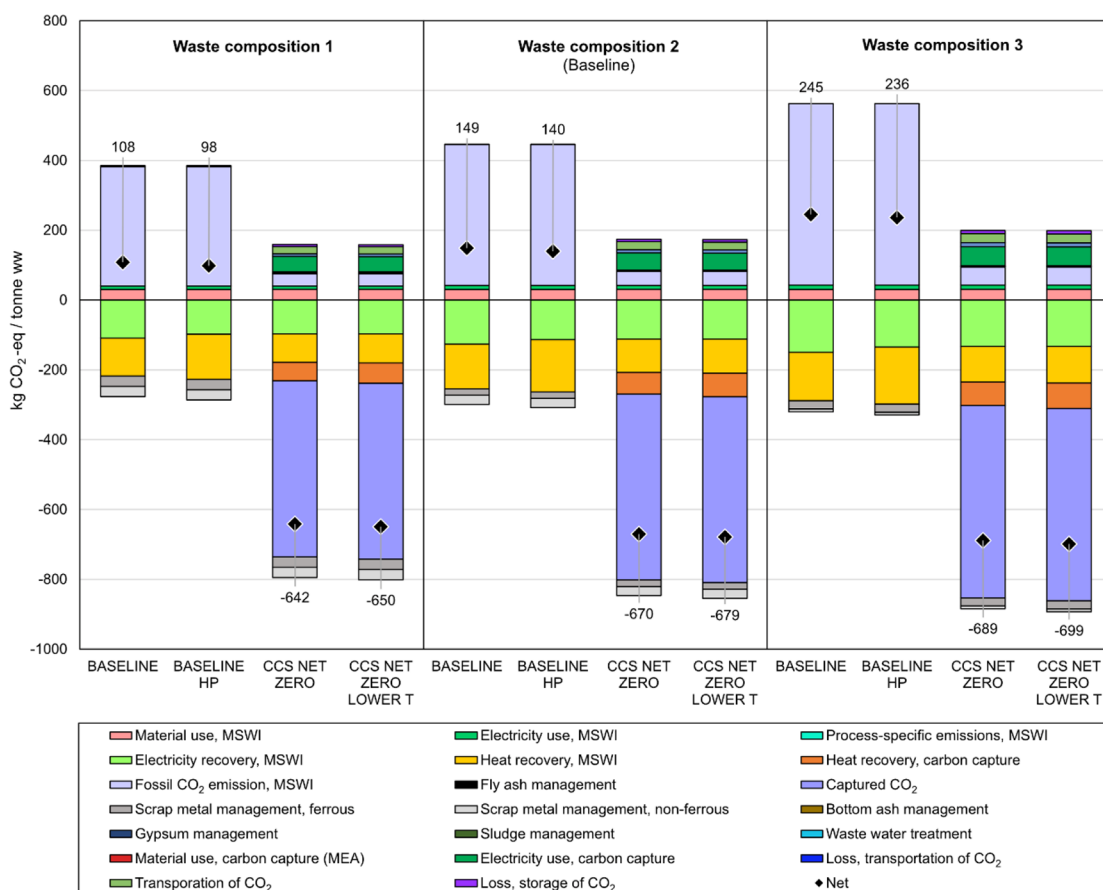 800
600
400
200
0
-200
-400
-600
-800
-1000
kg CO₂-eq / tonne ww
Waste composition 1
Waste composition 2
(Baseline)
Waste composition 3
108
98
-642
-650
149
140
-670
-679
245
236
-689
-699
BASELINE
BASELINE
HP
CCS NET
ZERO
CCS NET
ZERO
LOWER T
BASELINE
BASELINE
HP
CCS NET
ZERO
CCS NET
ZERO
LOWER T
BASELINE
BASELINE
HP
CCS NET
ZERO
CCS NET
ZERO
LOWER T
Material use, MSWI
Electricity use, MSWI
Process-specific emissions, MSWI
Electricity recovery, MSWI
Heat recovery, MSWI
Heat recovery, carbon capture
Fossil CO₂ emission, MSWI
Fly ash management
Captured CO₂
Scrap metal management, ferrous
Scrap metal management, non-ferrous
Bottom ash management
Gypsum management
Sludge management
Waste water treatment
Material use, carbon capture (MEA)
Electricity use, carbon capture
Loss, transportation of CO₂
Transporation of CO₂
Loss, storage of CO₂
Net